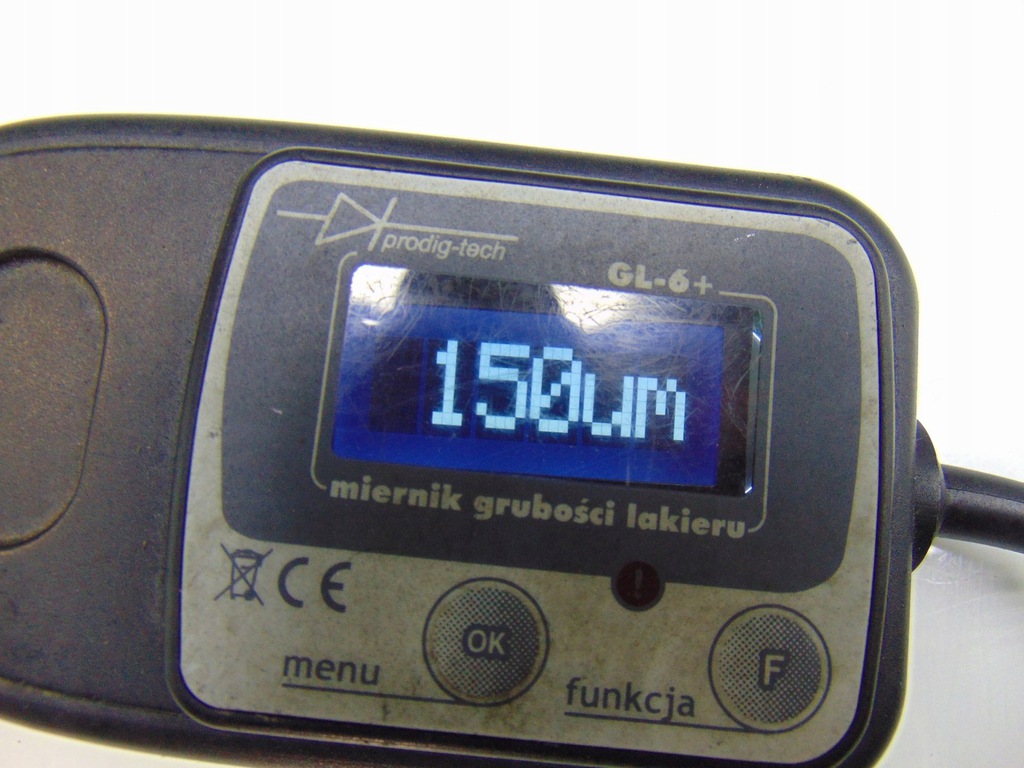 prodig-tech
GL-6+
150um
miernik grubości lakieru
CE
!
menu
OK
funkcja
F